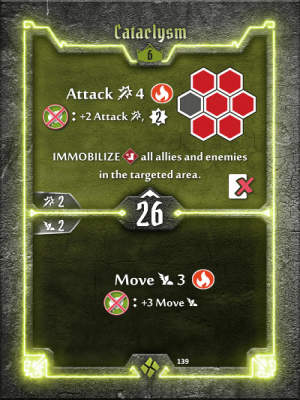 Cataclysm
6
Attack 4
: +2 Attack , 2
IMMOBILIZE all allies and enemies
in the targeted area.
2
26
2
Move 3
: +3 Move
139